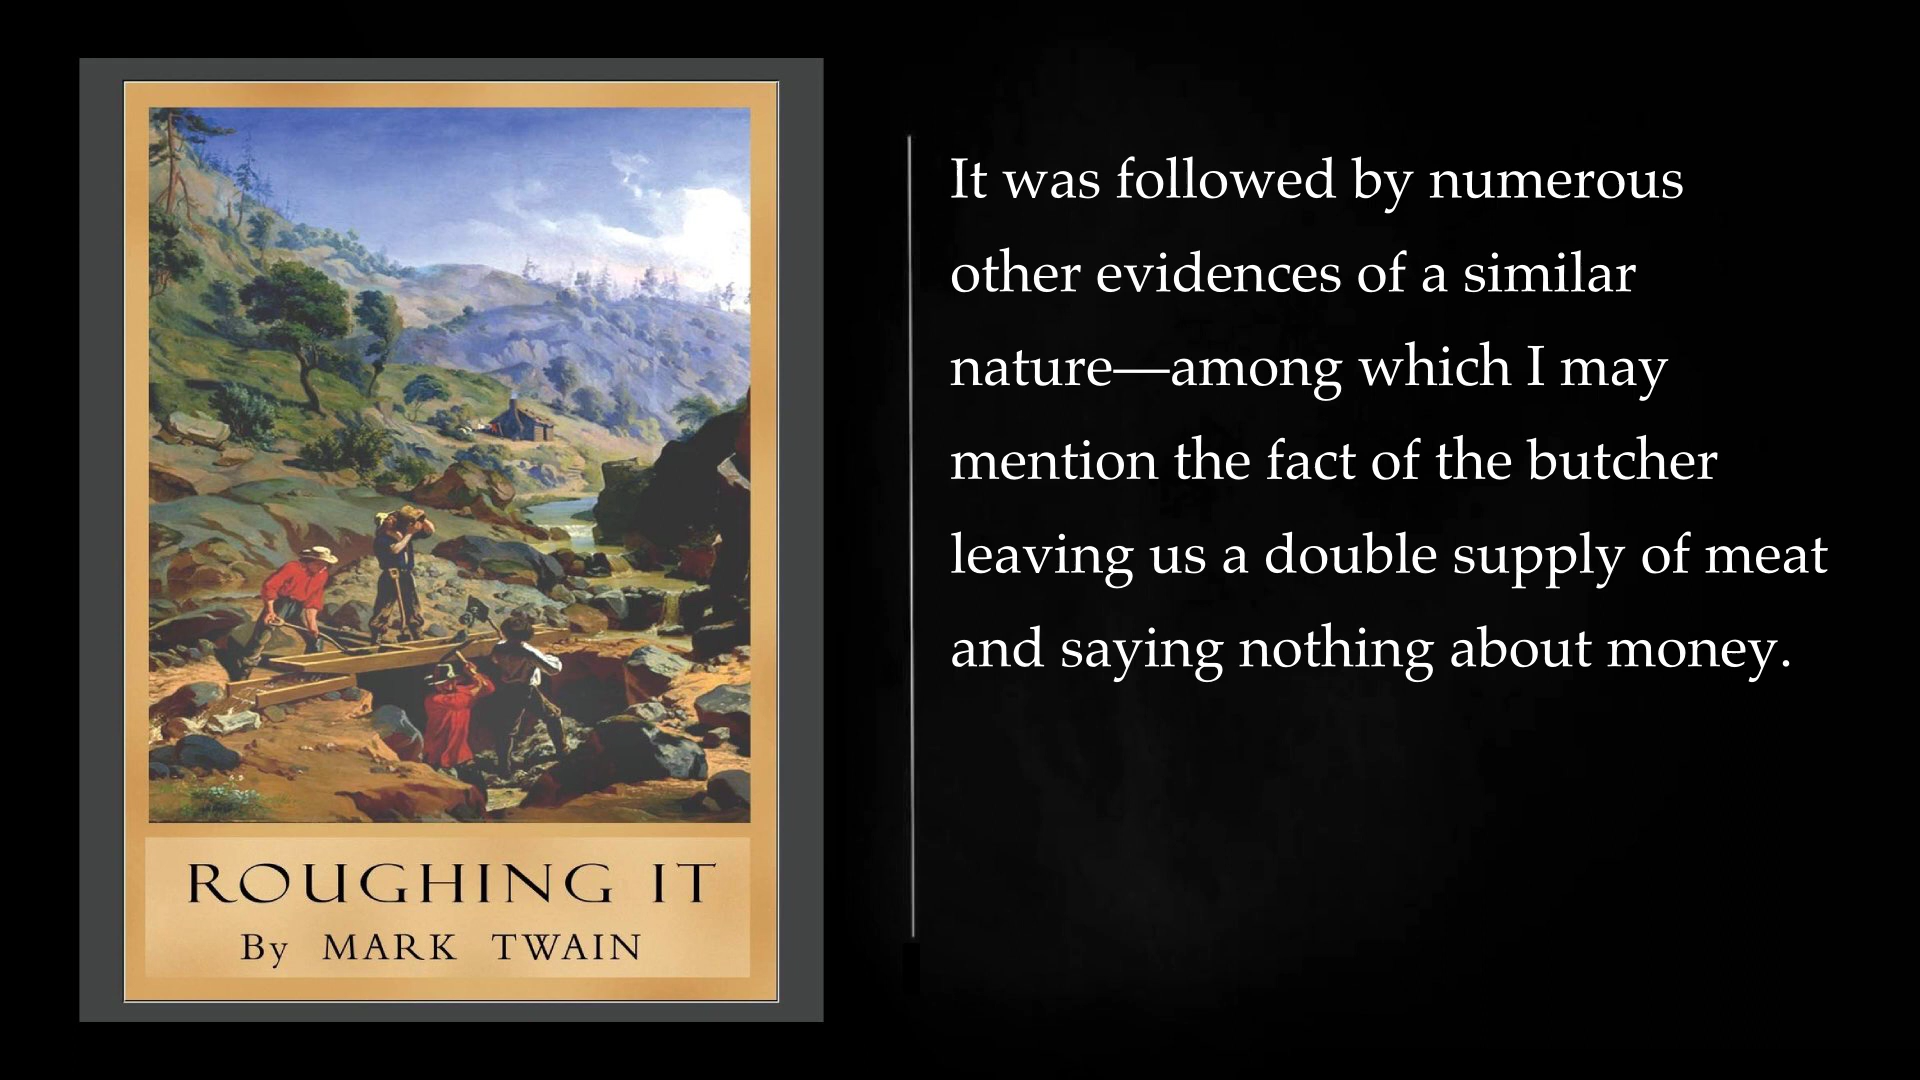 ROUGHING IT
By MARK TWAIN
It was followed by numerous
other evidences of a similar
nature—among which I may
mention the fact of the butcher
leaving us a double supply of meat
and saying nothing about money.